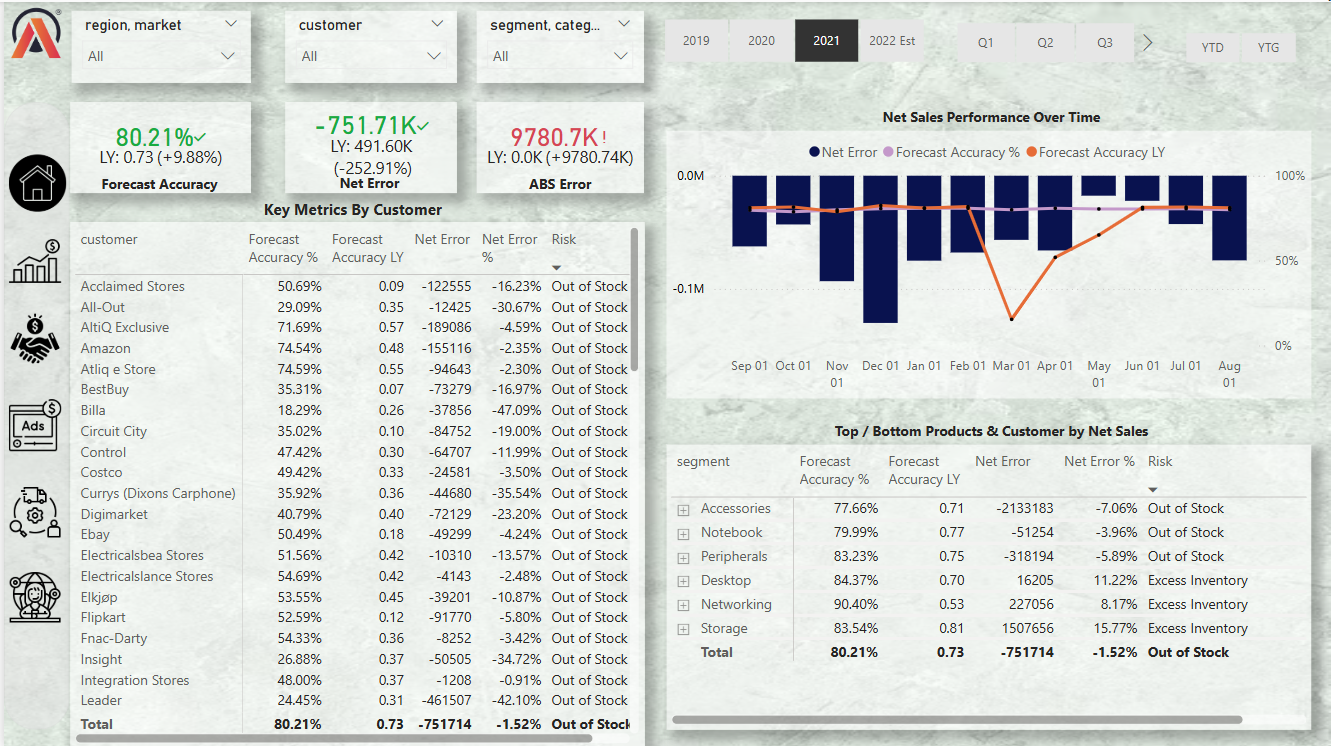 region, market
All
customer
All
segment, categ...
All
2019 2020 2021 2022 Est
Q1 Q2 Q3
YTD YTG
80.21%
LY: 0.73 (+9.88%)
Forecast Accuracy
-751.71K
LY: 491.60K
(-252.91%)
Net Error
9780.7K !
LY: 0.0K (+9780.74K)
ABS Error
Key Metrics By Customer
customer Forecast Accuracy % Forecast Accuracy LY Net Error Net Error % Risk
Acclaimed Stores 50.69% 0.09 -122555 -16.23% Out of Stock
All-Out 29.09% 0.35 -12425 -30.67% Out of Stock
AltiQ Exclusive 71.69% 0.57 -189086 -4.59% Out of Stock
Amazon 74.54% 0.48 -155116 -2.35% Out of Stock
Atliq e Store 74.59% 0.55 -94643 -2.30% Out of Stock
BestBuy 35.31% 0.07 -73279 -16.97% Out of Stock
Billa 18.29% 0.26 -37856 -47.09% Out of Stock
Circuit City 35.02% 0.10 -84752 -19.00% Out of Stock
Control 47.42% 0.30 -64707 -11.99% Out of Stock
Costco 49.42% 0.33 -24581 -3.50% Out of Stock
Currys (Dixons Carphone) 35.92% 0.36 -44680 -35.54% Out of Stock
Digimarket 40.79% 0.40 -72129 -23.20% Out of Stock
Ebay 50.49% 0.18 -49299 -4.24% Out of Stock
Electricalsbea Stores 51.56% 0.42 -10310 -13.57% Out of Stock
Electricalslance Stores 54.69% 0.42 -4143 -2.48% Out of Stock
Elkjøp 53.55% 0.45 -39201 -10.87% Out of Stock
Flipkart 52.59% 0.12 -91770 -5.80% Out of Stock
Fnac-Darty 54.33% 0.36 -8252 -3.42% Out of Stock
Insight 26.88% 0.37 -50505 -34.72% Out of Stock
Integration Stores 48.00% 0.37 -1208 -0.91% Out of Stock
Leader 24.45% 0.31 -461507 -42.10% Out of Stock
Total 80.21% 0.73 -751714 -1.52% Out of Stock
Ads
Net Sales Performance Over Time
Net Error Forecast Accuracy % Forecast Accuracy LY
0.0M
-0.1M
100%
50%
0%
Sep 01 Oct 01 Nov 01 Dec 01 Jan 01 Feb 01 Mar 01 Apr 01 May 01 Jun 01 Jul 01 Aug 01
Top / Bottom Products & Customer by Net Sales
segment Forecast Accuracy % Forecast Accuracy LY Net Error Net Error % Risk
Accessories 77.66% 0.71 -2133183 -7.06% Out of Stock
Notebook 79.99% 0.77 -51254 -3.96% Out of Stock
Peripherals 83.23% 0.75 -318194 -5.89% Out of Stock
Desktop 84.37% 0.70 16205 11.22% Excess Inventory
Networking 90.40% 0.53 227056 8.17% Excess Inventory
Storage 83.54% 0.81 1507656 15.77% Excess Inventory
Total 80.21% 0.73 -751714 -1.52% Out of Stock